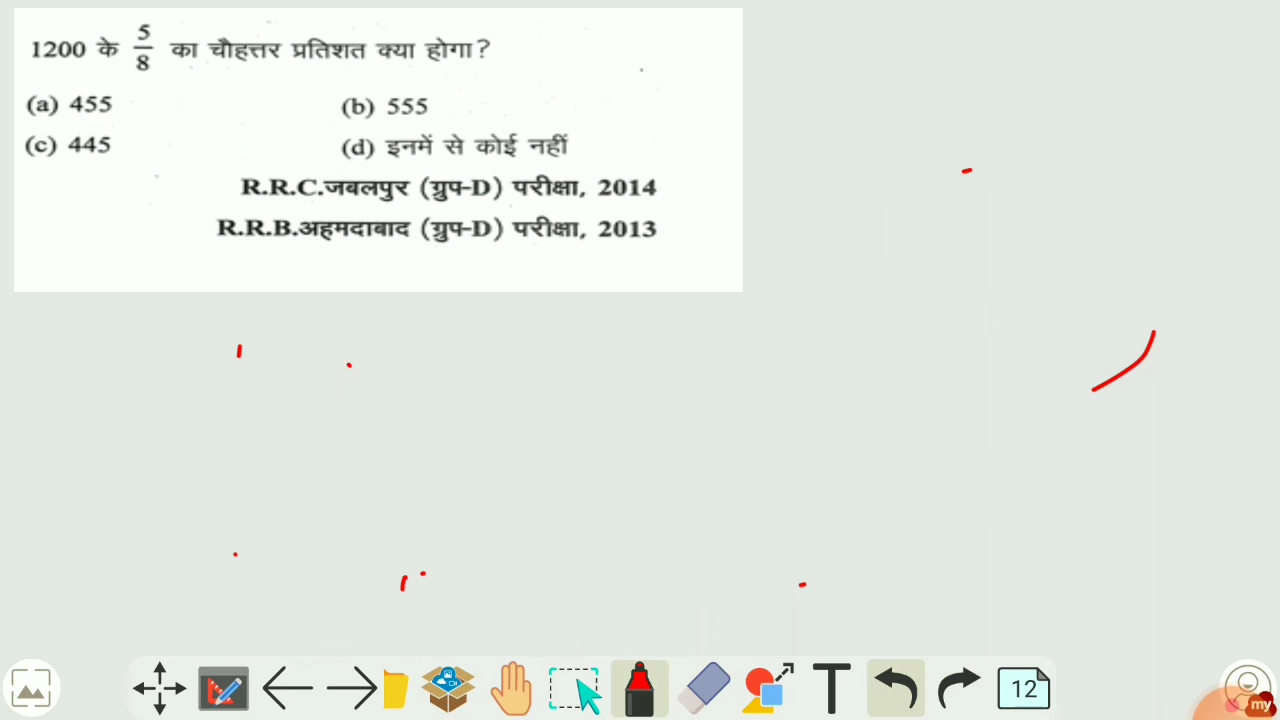 1200 के 5/8 का चौहत्तर प्रतिशत क्या होगा?
(a) 455 (b) 555
(c) 445 (d) इनमें से कोई नहीं
R.R.C.जबलपुर (ग्रुप-D) परीक्षा, 2014
R.R.B.अहमदाबाद (ग्रुप-D) परीक्षा, 2013
T
12
my